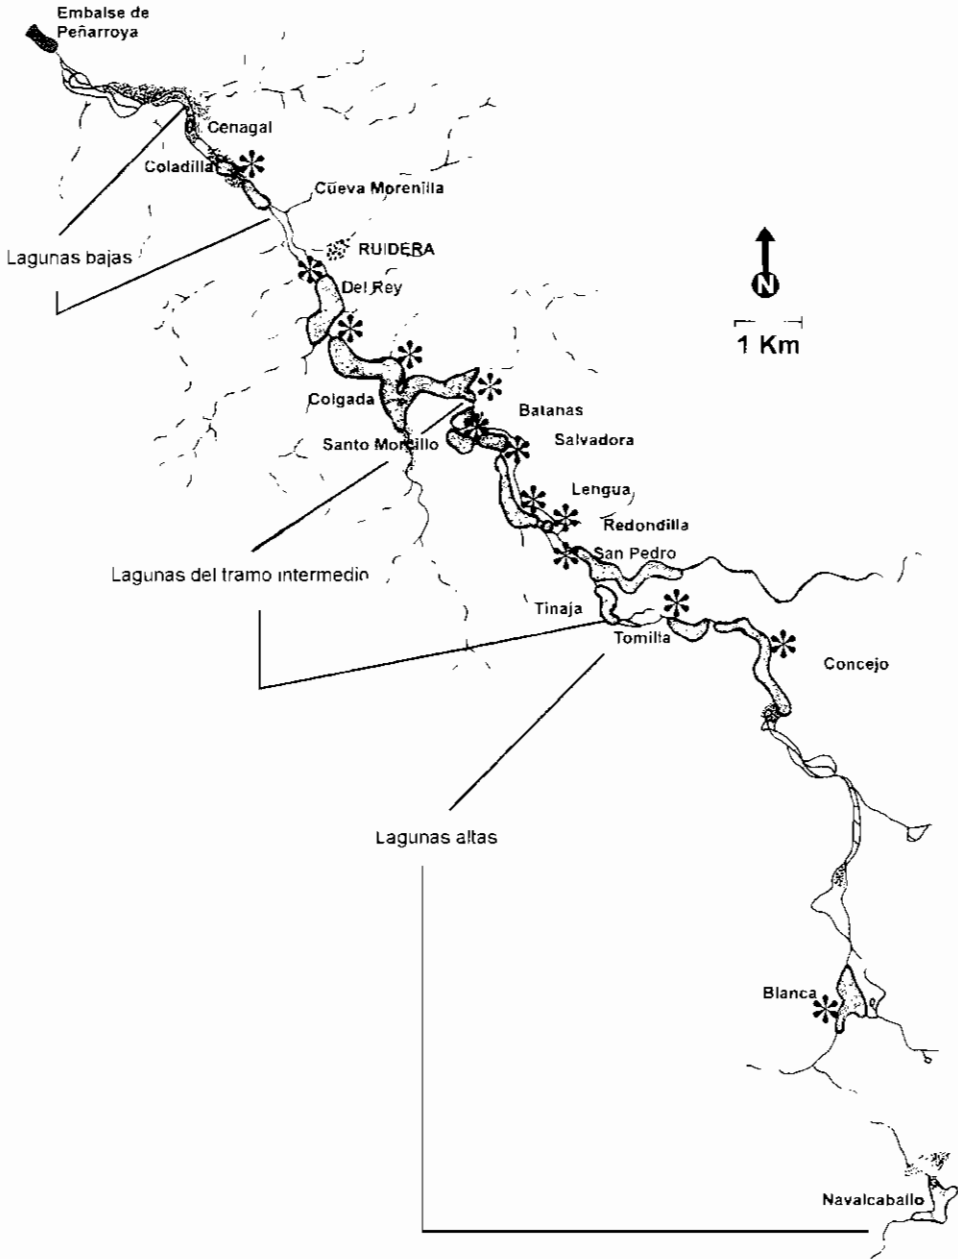 Embalse de
Peñarroya
Cenagal
Coladilla
Cueva Morenilla
Lagunas bajas
RUIDERA
Del Rey
N
1 Km
Colgada
Batanas
Santo Morcillo
Salvadora
Lengua
Redondilla
San Pedro
Lagunas del tramo intermedio
Tinaja
Tomilla
Concejo
Lagunas altas
Blanca
Navalcaballo